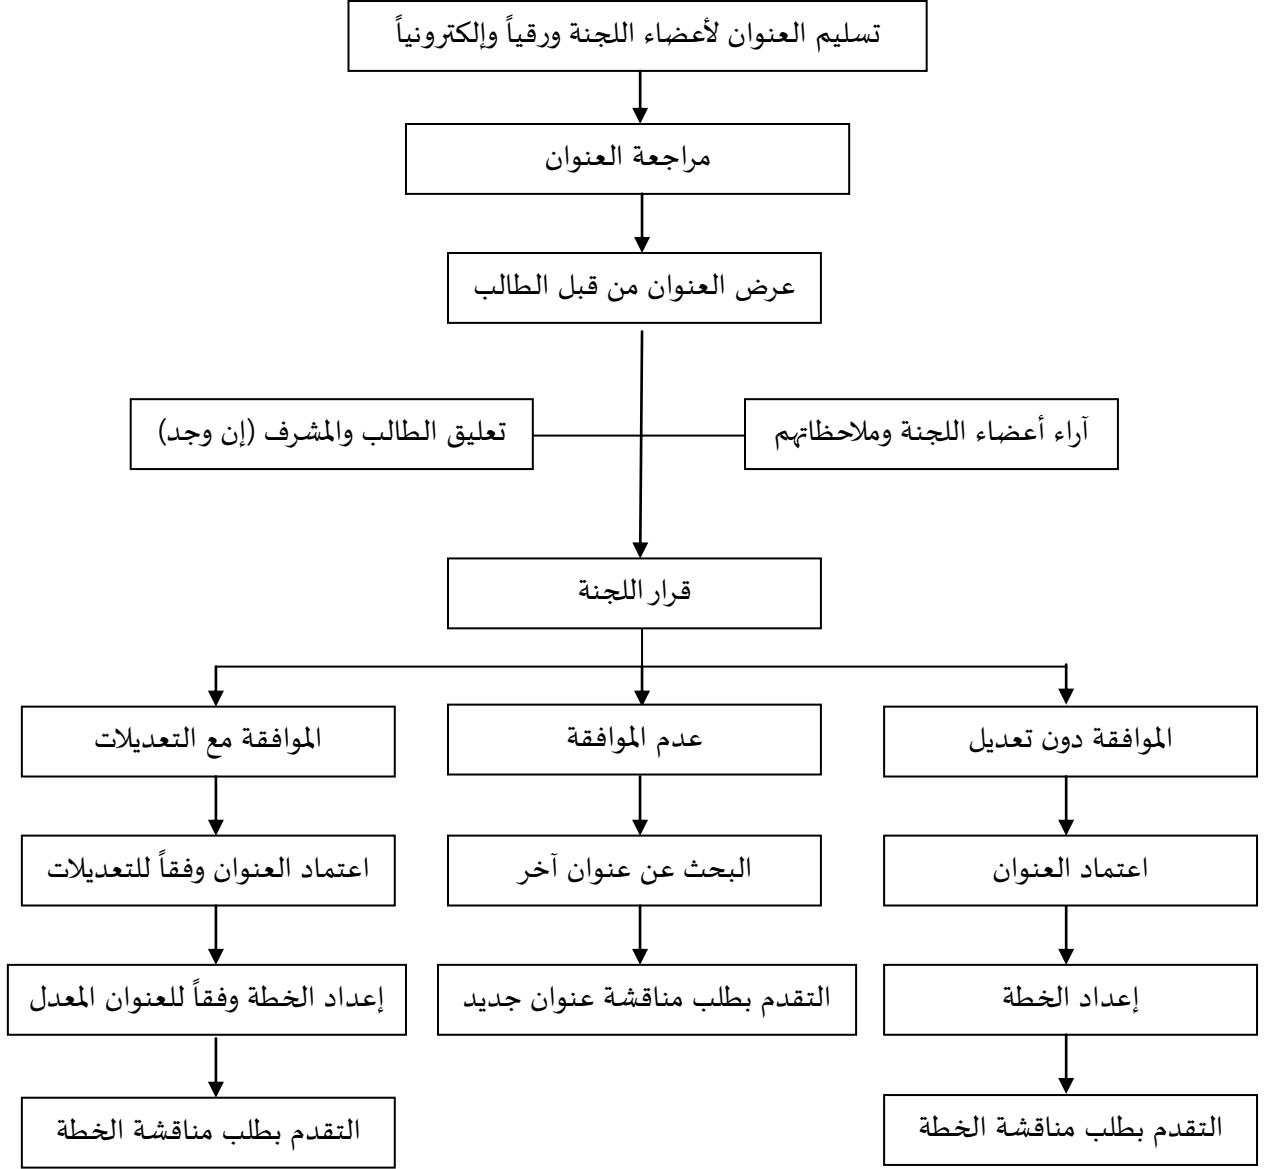 تسليم العنوان لأعضاء اللجنة ورقياً وإلكترونياً
مراجعة العنوان
عرض العنوان من قبل الطالب
آراء أعضاء اللجنة وملاحظاتهم
تعليق الطالب والمشرف (إن وجد)
قرار اللجنة
الموافقة دون تعديل
عدم الموافقة
الموافقة مع التعديلات
اعتماد العنوان
البحث عن عنوان آخر
اعتماد العنوان وفقاً للتعديلات
إعداد الخطة
التقدم بطلب مناقشة عنوان جديد
إعداد الخطة وفقاً للعنوان المعدل
التقدم بطلب مناقشة الخطة
التقدم بطلب مناقشة الخطة